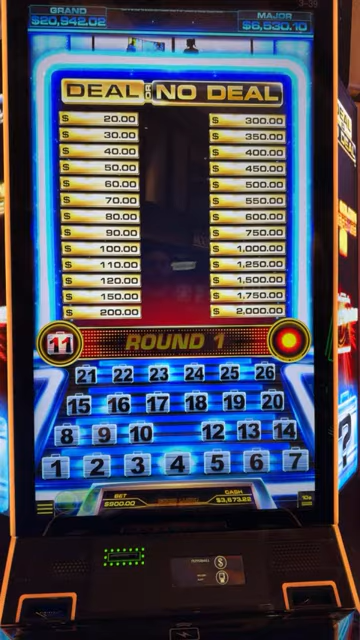 GRAND
$20,942.02
MAJOR
$6,530.10
DEAL OR NO DEAL
$ 20.00 $ 300.00
$ 30.00 $ 350.00
$ 40.00 $ 400.00
$ 50.00 $ 450.00
$ 60.00 $ 500.00
$ 70.00 $ 550.00
$ 80.00 $ 600.00
$ 90.00 $ 750.00
$ 100.00 $ 1,000.00
$ 110.00 $ 1,250.00
$ 120.00 $ 1,500.00
$ 150.00 $ 1,750.00
$ 200.00 $ 2,000.00
11 ROUND 1
21 22 23 24 25 26
15 16 17 18 19 20
8 9 10 12 13 14
1 2 3 4 5 6 7
BET CASH
$900.00 $3,673.22